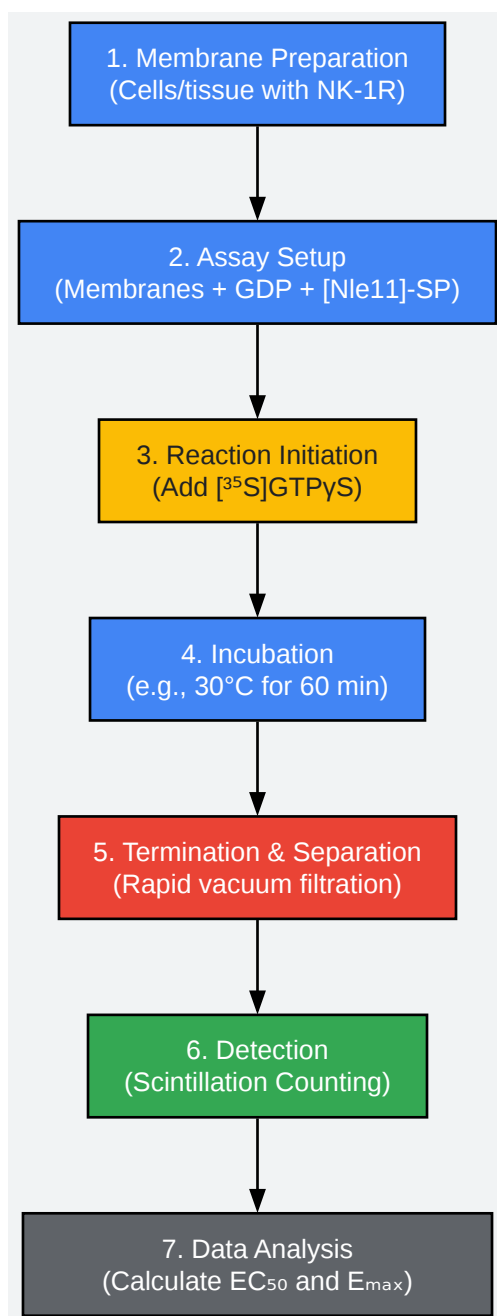 1. Membrane Preparation
(Cells/tissue with NK-1R)
2. Assay Setup
(Membranes + GDP + [Nle11]-SP)
3. Reaction Initiation
(Add [³⁵S]GTPγS)
4. Incubation
(e.g., 30°C for 60 min)
5. Termination & Separation
(Rapid vacuum filtration)
6. Detection
(Scintillation Counting)
7. Data Analysis
(Calculate EC₅₀ and Eₘₐₓ)